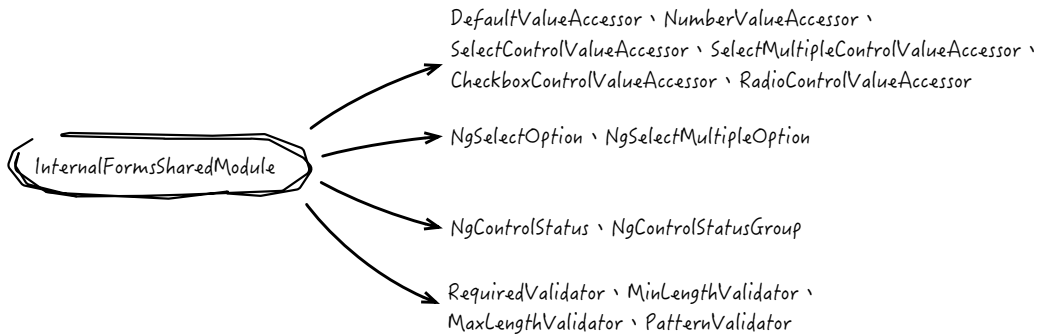 DefaultValueAccessor、NumberValueAccessor、
SelectControlValueAccessor、SelectMultipleControlValueAccessor、
CheckboxControlValueAccessor、RadioControlValueAccessor
NgSelectOption、NgSelectMultipleOption
InternalFormsSharedModule
NgControlStatus、NgControlStatusGroup
RequiredValidator、MinLengthValidator、
MaxLengthValidator、PatternValidator